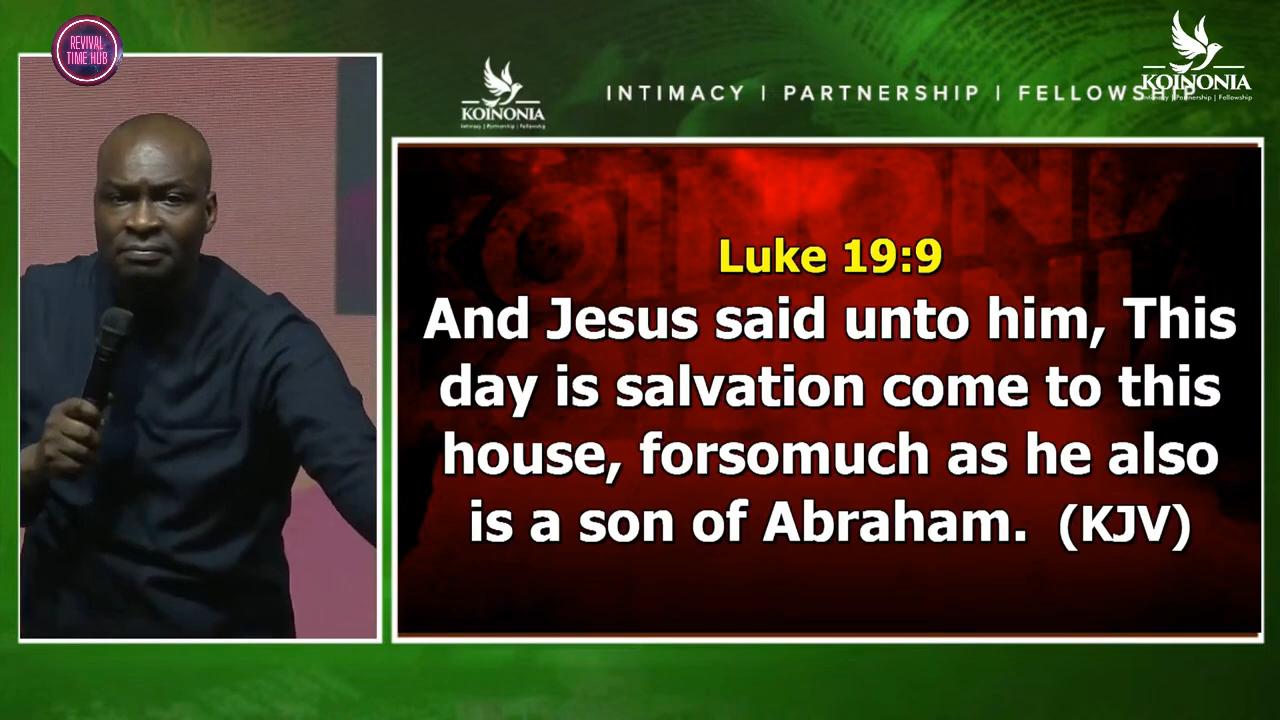 REVIVAL
TIME HUB
KOINONIA
Intimacy | Partnership | Fellowship
INTIMACY | PARTNERSHIP | FELLOWSHIP
KOINONIA
Intimacy | Partnership | Fellowship
Luke 19:9
And Jesus said unto him, This
day is salvation come to this
house, forsomuch as he also
is a son of Abraham. (KJV)